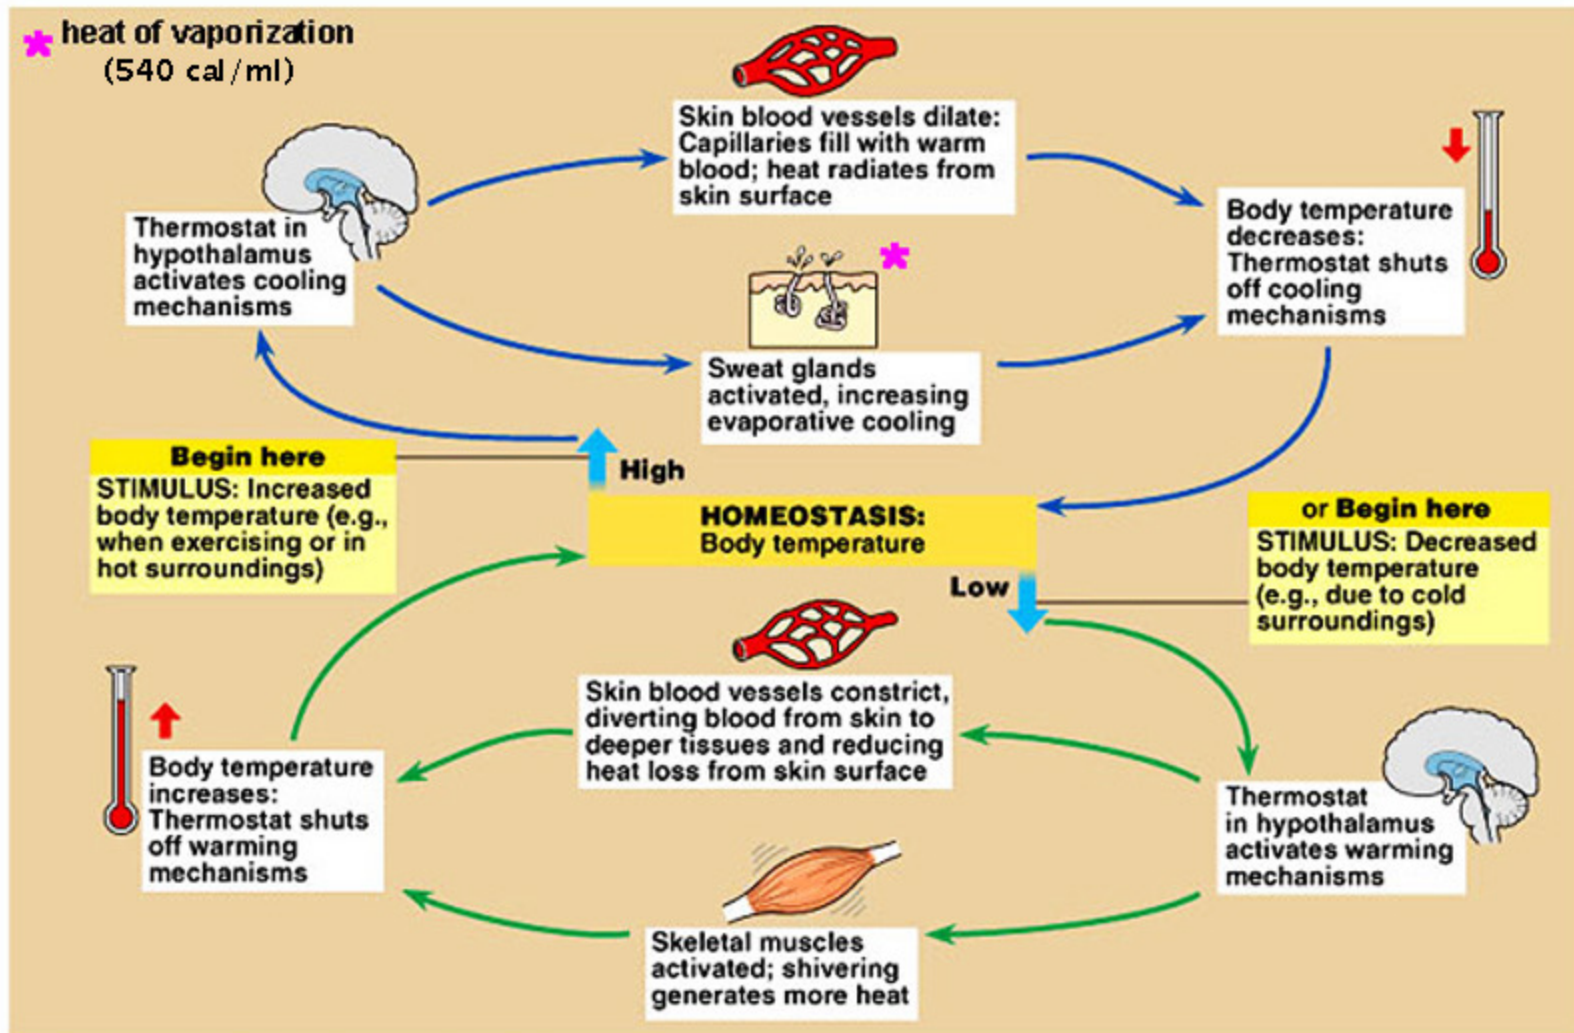 * heat of vaporization
(540 cal/ml)
Skin blood vessels dilate:
Capillaries fill with warm
blood; heat radiates from
skin surface
Thermostat in
hypothalamus
activates cooling
mechanisms
Body temperature
decreases:
Thermostat shuts
off cooling
mechanisms
*
Sweat glands
activated, increasing
evaporative cooling
Begin here
STIMULUS: Increased
body temperature (e.g.,
when exercising or in
hot surroundings)
High
HOMEOSTASIS:
Body temperature
Low
or Begin here
STIMULUS: Decreased
body temperature
(e.g., due to cold
surroundings)
Skin blood vessels constrict,
diverting blood from skin to
deeper tissues and reducing
heat loss from skin surface
Body temperature
increases:
Thermostat shuts
off warming
mechanisms
Thermostat
in hypothalamus
activates warming
mechanisms
Skeletal muscles
activated; shivering
generates more heat